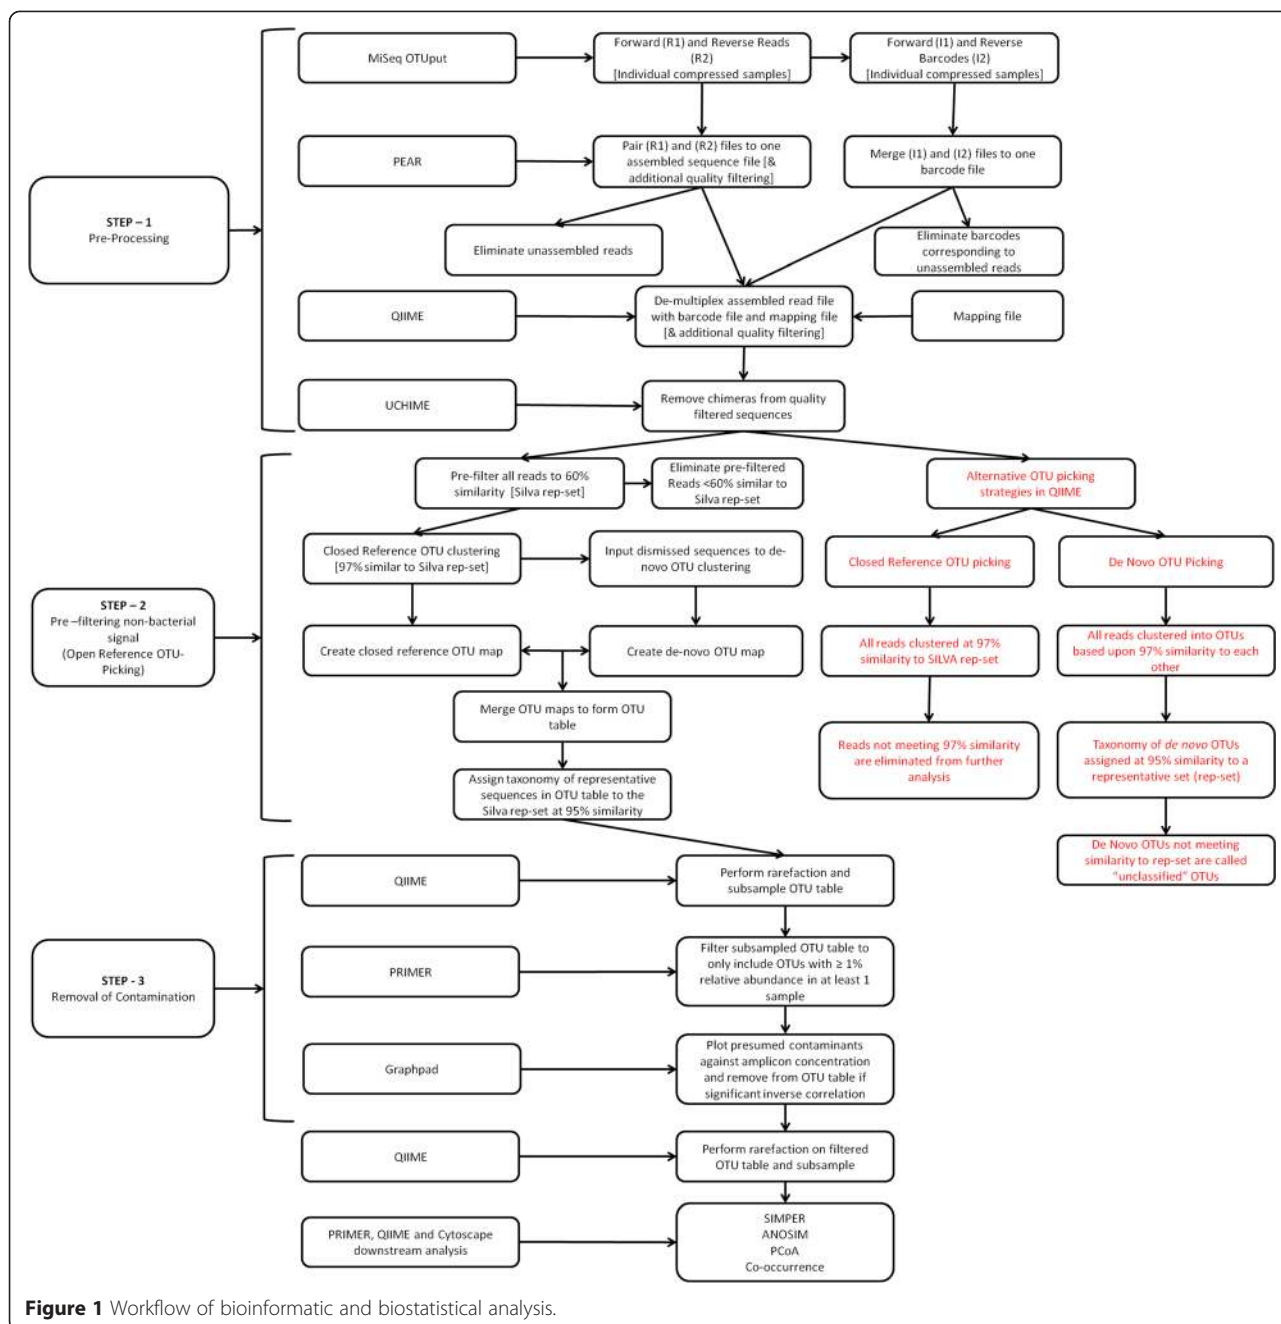 MiSeq OTUput
Forward (R1) and Reverse Reads
(R2)
[Individual compressed samples]
Forward (I1) and Reverse
Barcodes (I2)
[Individual compressed samples]
PEAR
Pair (R1) and (R2) files to one
assembled sequence file [&
additional quality filtering]
Merge (I1) and (I2) files to one
barcode file
STEP – 1
Pre-Processing
Eliminate unassembled reads
Eliminate barcodes
corresponding to
unassembled reads
QIIME
De-multiplex assembled read file
with barcode file and mapping file
[& additional quality filtering]
Mapping file
UCHIME
Remove chimeras from quality
filtered sequences
Pre-filter all reads to 60%
similarity [Silva rep-set]
Eliminate pre-filtered
Reads <60% similar to
Silva rep-set
Alternative OTU picking
strategies in QIIME
Closed Reference OTU clustering
[97% similar to Silva rep-set]
Input dismissed sequences to de-
novo OTU clustering
Closed Reference OTU picking
De Novo OTU Picking
STEP – 2
Pre –filtering non-bacterial
signal
(Open Reference OTU-
Picking)
Create closed reference OTU map
Create de-novo OTU map
All reads clustered at 97%
similarity to SILVA rep-set
All reads clustered into OTUs
based upon 97% similarity to each
other
Merge OTU maps to form OTU
table
Reads not meeting 97% similarity
are eliminated from further
analysis
Taxonomy of de novo OTUs
assigned at 95% similarity to a
representative set (rep-set)
Assign taxonomy of representative
sequences in OTU table to the
Silva rep-set at 95% similarity
De Novo OTUs not meeting
similarity to rep-set are called
"unclassified" OTUs
QIIME
Perform rarefaction and
subsample OTU table
STEP - 3
Removal of Contamination
PRIMER
Filter subsampled OTU table to
only include OTUs with ≥ 1%
relative abundance in at least 1
sample
Graphpad
Plot presumed contaminants
against amplicon concentration
and remove from OTU table if
significant inverse correlation
QIIME
Perform rarefaction on filtered
OTU table and subsample
PRIMER, QIIME and Cytoscape
downstream analysis
SIMPER
ANOSIM
PCoA
Co-occurrence
Figure 1 Workflow of bioinformatic and biostatistical analysis.